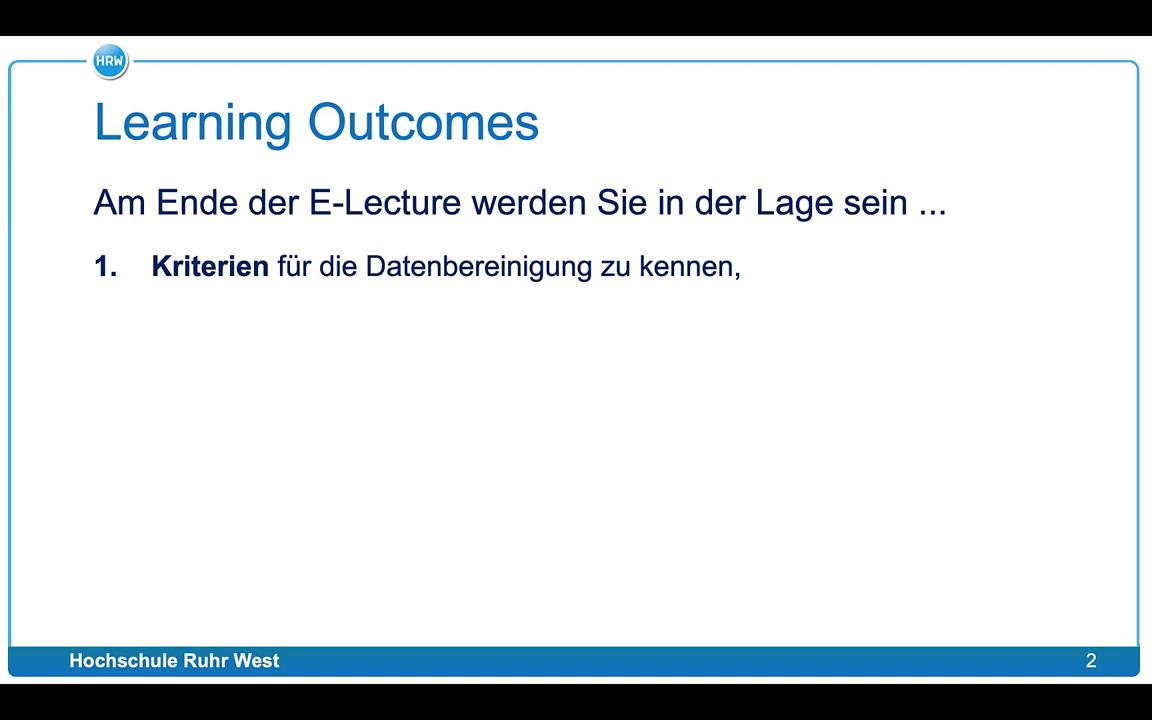 HRW
Learning Outcomes
Am Ende der E-Lecture werden Sie in der Lage sein ...
1. Kriterien für die Datenbereinigung zu kennen,
Hochschule Ruhr West
2